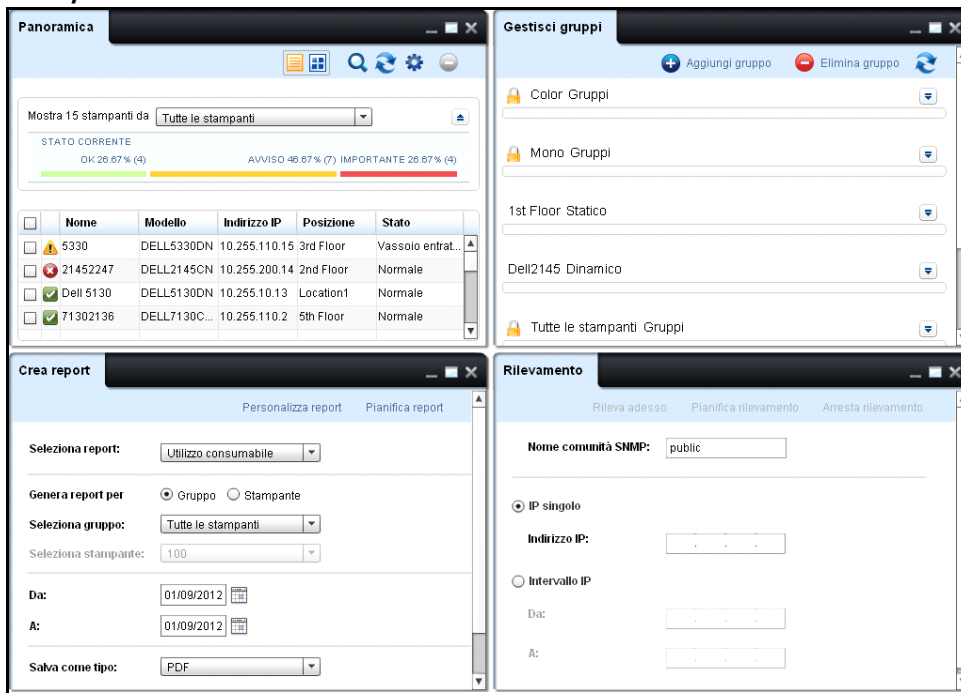 Panoramica
Mostra 15 stampanti da Tutte le stampanti
STATO CORRENTE
OK 26.67% (4) AVVISO 46.67% (7) IMPORTANTE 26.67% (4)
Nome Modello Indirizzo IP Posizione Stato
5330 DELL5330DN 10.255.110.15 3rd Floor Vassoio entrat...
21452247 DELL2145CN 10.255.200.14 2nd Floor Normale
Dell 5130 DELL5130DN 10.255.10.13 Location1 Normale
71302136 DELL7130C... 10.255.110.2 5th Floor Normale
Gestisci gruppi
Aggiungi gruppo Elimina gruppo
Color Gruppi
Mono Gruppi
1st Floor Statico
Dell2145 Dinamico
Tutte le stampanti Gruppi
Crea report
Personalizza report Pianifica report
Seleziona report: Utilizzo consumabile
Genera report per Gruppo Stampante
Seleziona gruppo: Tutte le stampanti
Seleziona stampante: 100
Da: 01/09/2012
A: 01/09/2012
Salva come tipo: PDF
Rilevamento
Rileva adesso Pianifica rilevamento Arresta rilevamento
Nome comunità SNMP: public
IP singolo
Indirizzo IP:
Intervallo IP
Da:
A: